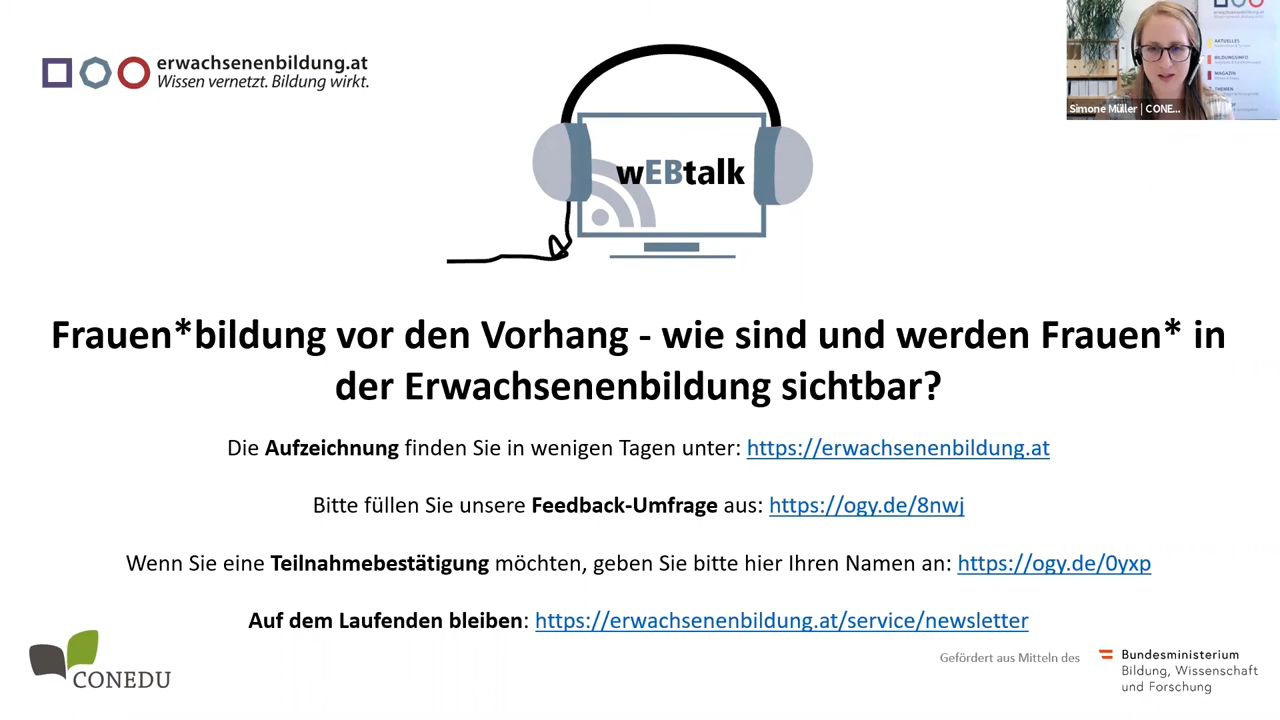 erwachsenenbildung.at
Wissen vernetzt. Bildung wirkt.
wEBtalk
Simone Müller | CONE...
AKTUELLES
BILDUNGSINFO
MAGAZIN
THEMEN
Frauen*bildung vor den Vorhang - wie sind und werden Frauen* in
der Erwachsenenbildung sichtbar?
Die Aufzeichnung finden Sie in wenigen Tagen unter: https://erwachsenenbildung.at
Bitte füllen Sie unsere Feedback-Umfrage aus: https://ogy.de/8nwj
Wenn Sie eine Teilnahmebestätigung möchten, geben Sie bitte hier Ihren Namen an: https://ogy.de/0yxp
Auf dem Laufenden bleiben: https://erwachsenenbildung.at/service/newsletter
CONEDU
Gefördert aus Mitteln des
Bundesministerium
Bildung, Wissenschaft
und Forschung